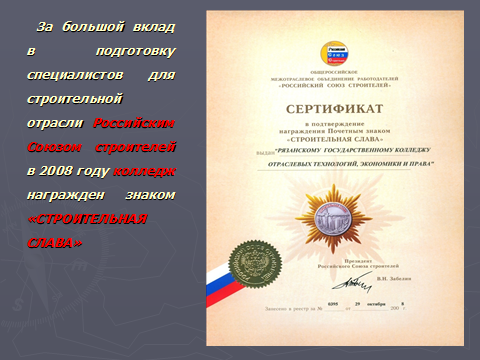 За большой вклад
в подготовку
специалистов для
строительной
отрасли Российским
Союзом строителей
в 2008 году колледж
награжден знаком
«СТРОИТЕЛЬНАЯ
СЛАВА»
Российский
Союз
Строителей
ОБЩЕРОССИЙСКОЕ
МЕЖОТРАСЛЕВОЕ ОБЪЕДИНЕНИЕ РАБОТОДАТЕЛЕЙ
«РОССИЙСКИЙ СОЮЗ СТРОИТЕЛЕЙ»
СЕРТИФИКАТ
в подтверждение
награждения Почетным знаком
«СТРОИТЕЛЬНАЯ СЛАВА»
выдан "РЯЗАНСКОМУ ГОСУДАРСТВЕННОМУ КОЛЛЕДЖУ
ОТРАСЛЕВЫХ ТЕХНОЛОГИЙ, ЭКОНОМИКИ И ПРАВА"
Президент
Российского Союза строителей
В.Н. Забелин
Занесено в реестр за № 0395 от 29 октября 200 8 г